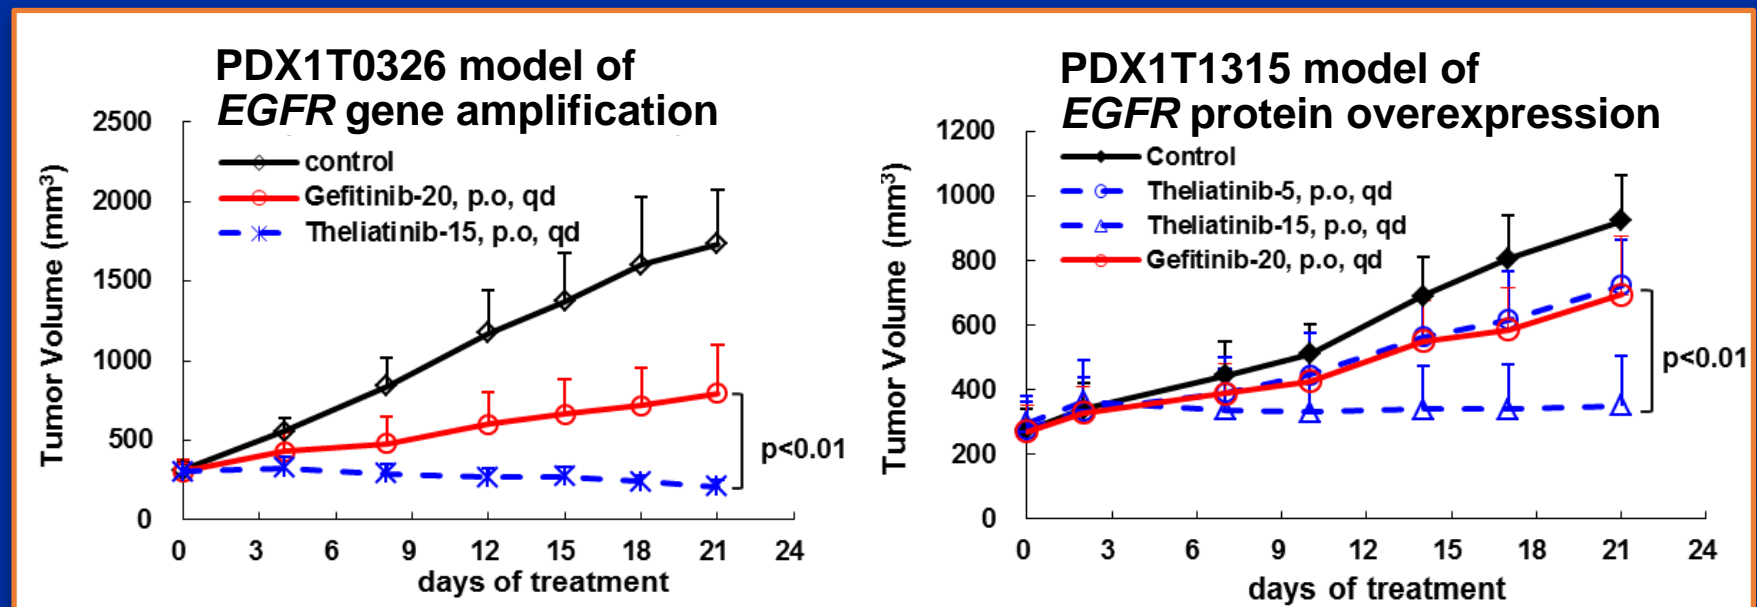 PDX1T0326 model of
EGFR gene amplification
2500
2000
1500
1000
500
0
Tumor Volume (mm³)
control
Gefitinib-20, p.o, qd
Theliatinib-15, p.o, qd
p<0.01
0 3 6 9 12 15 18 21 24
days of treatment
PDX1T1315 model of
EGFR protein overexpression
1200
1000
800
600
400
200
0
Tumor Volume (mm³)
Control
Theliatinib-5, p.o, qd
Theliatinib-15, p.o, qd
Gefitinib-20, p.o, qd
p<0.01
0 3 6 9 12 15 18 21 24
days of treatment